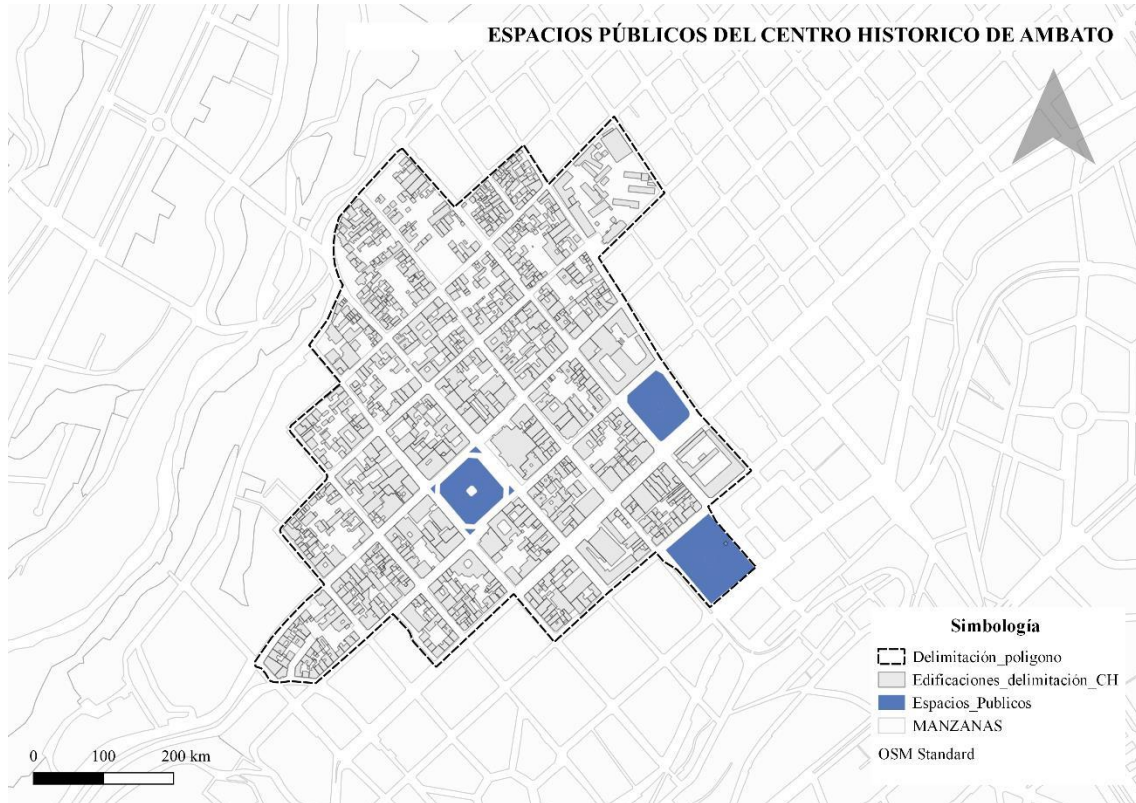 ESPACIOS PÚBLICOS DEL CENTRO HISTORICO DE AMBATO
Simbología
Delimitación_poligono
Edificaciones_delimitación_CH
Espacios_Publicos
MANZANAS
OSM Standard
0 100 200 km